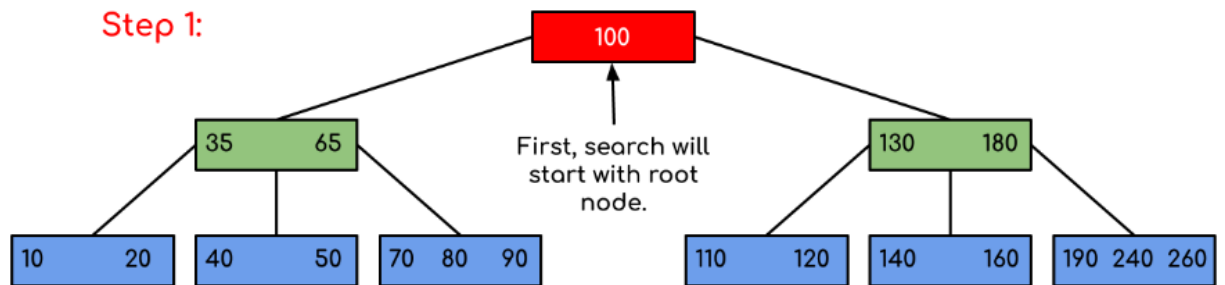 Step 1:
100
First, search will
start with root
node.
35 65
130 180
10 20
40 50
70 80 90
110 120
140 160
190 240 260